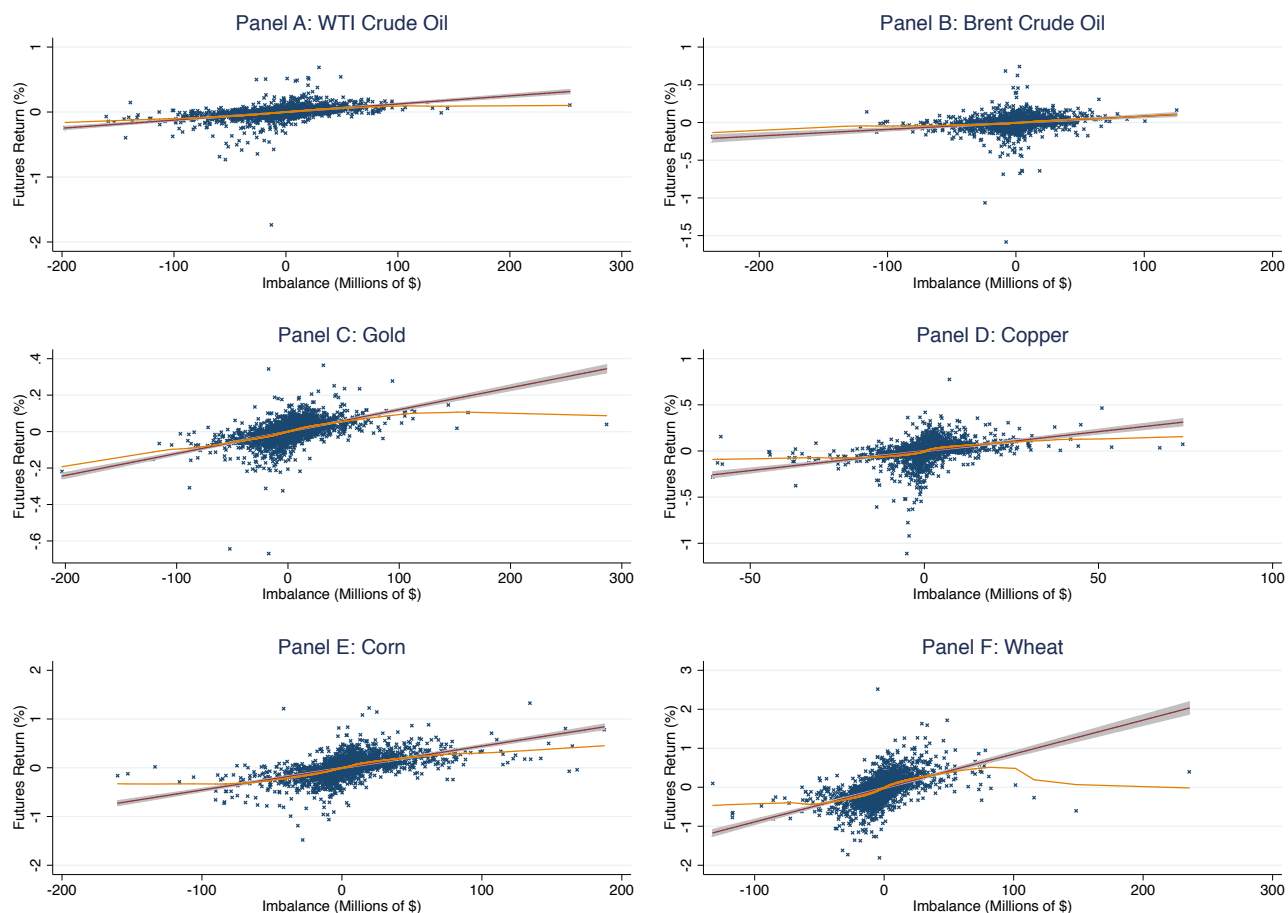 Panel A: WTI Crude Oil
Futures Return (%)
1
0
-1
-2
-200 -100 0 100 200 300
Imbalance (Millions of $)
Panel B: Brent Crude Oil
Futures Return (%)
1
.5
0
-.5
-1
-1.5
-200 -100 0 100 200
Imbalance (Millions of $)
Panel C: Gold
Futures Return (%)
.4
.2
0
-.2
-.4
-.6
-200 -100 0 100 200 300
Imbalance (Millions of $)
Panel D: Copper
Futures Return (%)
1
.5
0
-.5
-1
-50 0 50 100
Imbalance (Millions of $)
Panel E: Corn
Futures Return (%)
2
1
0
-1
-2
-200 -100 0 100 200
Imbalance (Millions of $)
Panel F: Wheat
Futures Return (%)
3
2
1
0
-1
-2
-100 0 100 200 300
Imbalance (Millions of $)